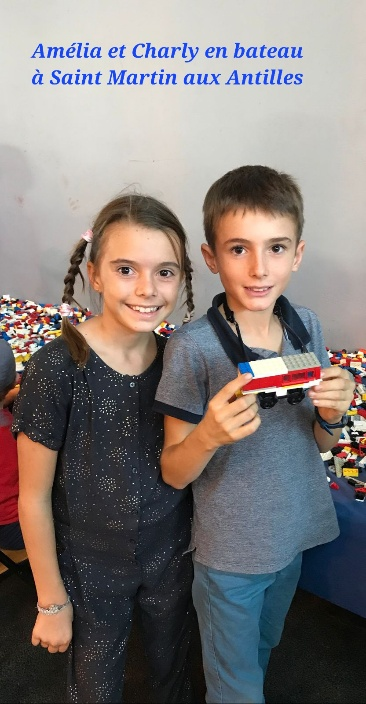 Amélia et Charly en bateau
à Saint Martin aux Antilles